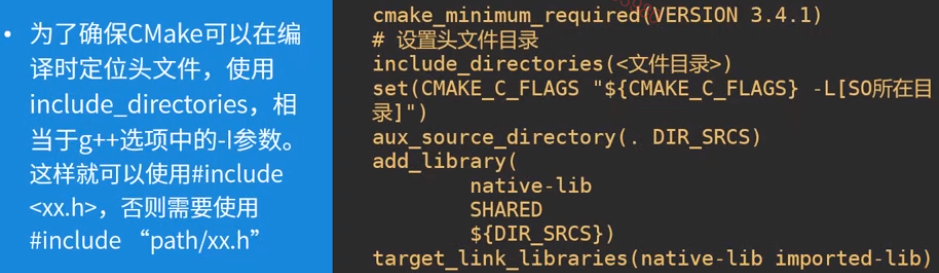 • 为了确保CMake可以在编
译时定位头文件，使用
include_directories，相
当于g++选项中的-l参数。
这样就可以使用#include
<xx.h>，否则需要使用
#include “path/xx.h”
cmake_minimum_required(VERSION 3.4.1)
# 设置头文件目录
include_directories(<文件目录>)
set(CMAKE_C_FLAGS "${CMAKE_C_FLAGS} -L[SO所在目
录]")
aux_source_directory(. DIR_SRCS)
add_library(
native-lib
SHARED
${DIR_SRCS})
target_link_libraries(native-lib imported-lib)